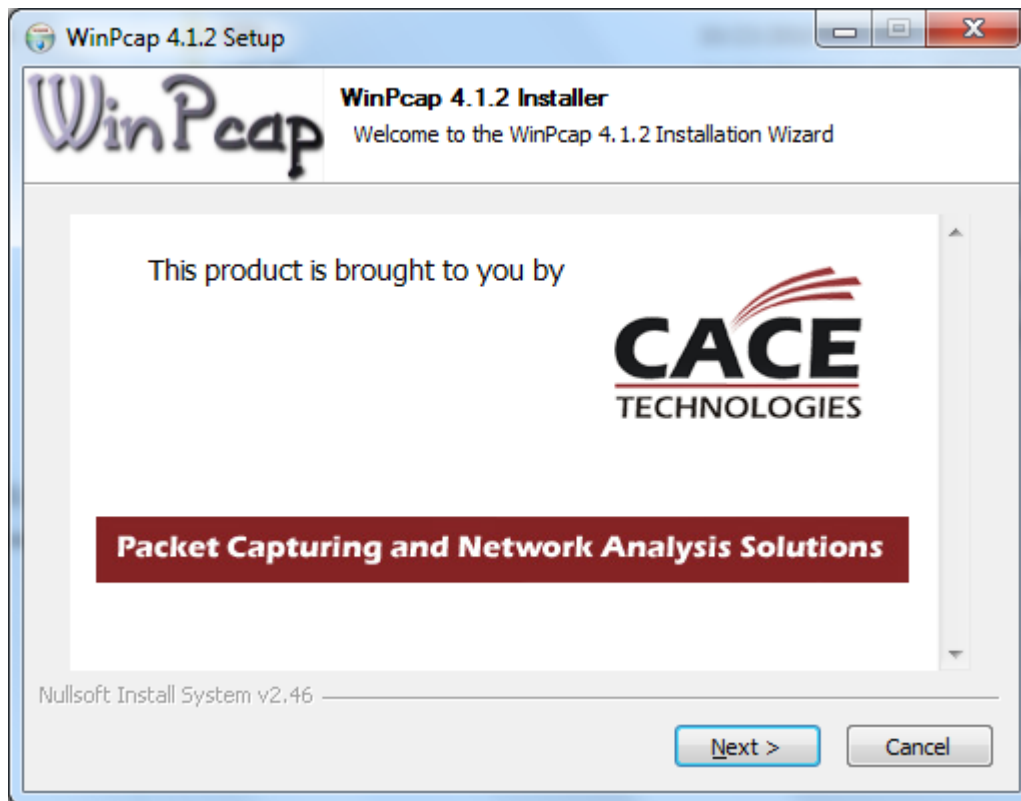 WinPcap 4.1.2 Setup
WinPcap
WinPcap 4.1.2 Installer
Welcome to the WinPcap 4.1.2 Installation Wizard
This product is brought to you by
CACE
TECHNOLOGIES
Packet Capturing and Network Analysis Solutions
Nullsoft Install System v2.46
Next >
Cancel